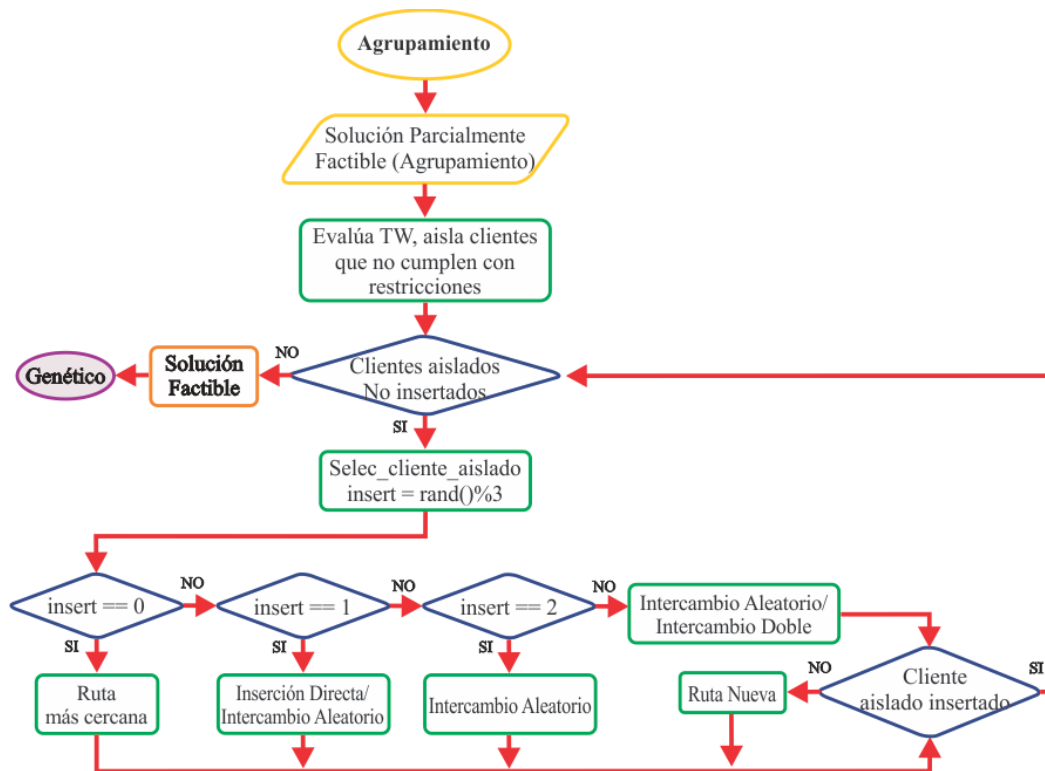 Agrupamiento
Solución Parcialmente
Factible (Agrupamiento)
Evalúa TW, aisla clientes
que no cumplen con
restricciones
Genético
Solución
Factible
NO
Clientes aislados
No insertados
SI
Selec_cliente_aislado
insert = rand()%3
insert == 0
NO
insert == 1
NO
insert == 2
NO
Intercambio Aleatorio/
Intercambio Doble
SI
SI
SI
Ruta
más cercana
Inserción Directa/
Intercambio Aleatorio
Intercambio Aleatorio
Ruta Nueva
NO
Cliente
aislado insertado
SI